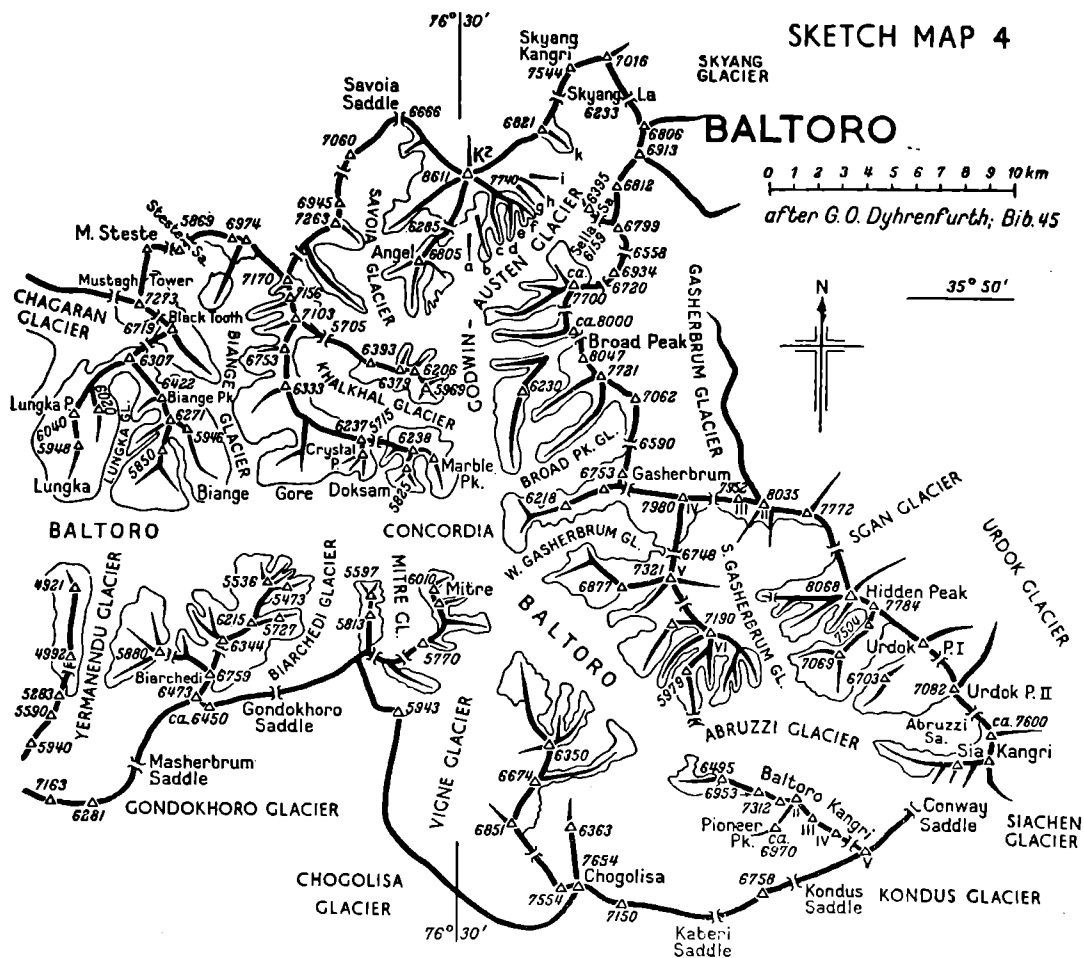 SKETCH MAP 4
76° 30'
Skyang
Kangri
7544
7016
SKYANG
GLACIER
Savoia
Saddle
6666
Skyang La
6233
6821
6806
BALTORO
6913
7060
K²
8611
7740
k
i
h
g
f
e
d
c
b
a
0 1 2 3 4 5 6 7 8 9 10 km
after G.O. Dyhrenfurth; Bib. 45
6395
6812
Sella Sa.
6159
6799
6558
6934
6720
6945
7263
SAVOIA
GLACIER
6285
Angel
6805
GODWIN-AUSTEN GLACIER
M. Steste
Steste Sa.
5869
6974
Mustagh Tower
7273
CHAGARAN
GLACIER
Black Tooth
6719
7170
7156
7103
5705
BIANGE
GLACIER
6753
6333
6393
6379
6206
5969
KHALKHAL GLACIER
ca.
7700
ca. 8000
Broad Peak
8047
7721
6230
7062
6590
GASHERBRUM GLACIER
N
35° 50'
6307
6422
Biange Pk.
6271
5946
Lungka P.
6020
6040
5948
LUNGKA GL.
5850
Lungka
Biange
6237
5715
6238
Crystal
P.
Marble
Pk.
5825
Gore
Doksam
BROAD PK. GL.
6753
Gasherbrum
6218
7980
IV
7352
III
8035
II
7772
SGAN GLACIER
URDOK GLACIER
BALTORO
CONCORDIA
W. GASHERBRUM GL.
6748
7321
V
6877
S. GASHERBRUM GL.
8068
Hidden Peak
7784
7504
Urdok P.I
7069
6703
7082
Urdok P. II
4921
4992
YERMANENDU GLACIER
5283
5590
5940
5536
5473
6215
5727
6344
5880
Biarchedi
6759
6473
ca. 6450
BIARCHEDI GLACIER
5597
5813
MITRE GL.
6010
Mitre
5770
BALTORO
7190
VI
5979
ABRUZZI GLACIER
Abruzzi
Sa.
ca. 7600
Sia Kangri
Gondokhoro
Saddle
5943
Masherbrum
Saddle
7163
6281
GONDOKHORO GLACIER
VIGNE GLACIER
6350
6674
6851
6363
6495
6953
7312
Baltoro Kangri
II
III
IV
V
Pioneer
Pk.
ca.
6970
Conway
Saddle
SIACHEN
GLACIER
CHOGOLISA
GLACIER
7654
Chogolisa
7554
7150
6758
Kondus
Saddle
KONDUS GLACIER
Kaberi
Saddle
76° 30'